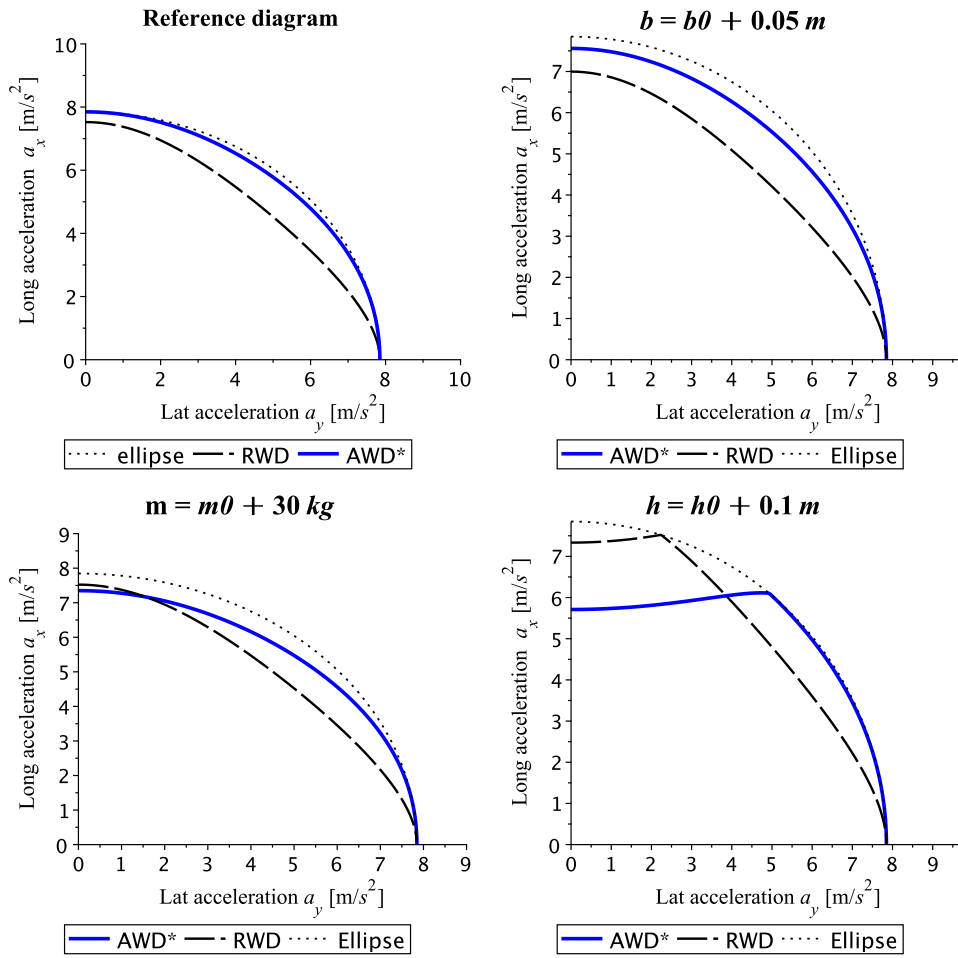 Reference diagram
10
8
6
4
2
0
0 2 4 6 8 10
Long acceleration a_x [m/s^2]
Lat acceleration a_y [m/s^2]
ellipse RWD AWD*
b = b0 + 0.05 m
7
6
5
4
3
2
1
0
0 1 2 3 4 5 6 7 8 9
Long acceleration a_x [m/s^2]
Lat acceleration a_y [m/s^2]
AWD* RWD Ellipse
m = m0 + 30 kg
9
8
7
6
5
4
3
2
1
0
0 1 2 3 4 5 6 7 8 9
Long acceleration a_x [m/s^2]
Lat acceleration a_y [m/s^2]
AWD* RWD Ellipse
h = h0 + 0.1 m
7
6
5
4
3
2
1
0
0 1 2 3 4 5 6 7 8 9
Long acceleration a_x [m/s^2]
Lat acceleration a_y [m/s^2]
AWD* RWD Ellipse